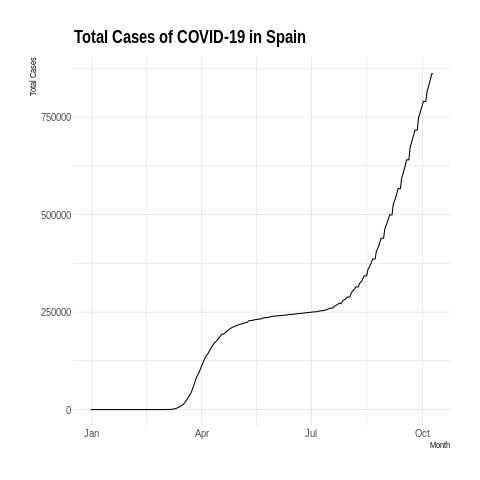 Total Cases of COVID-19 in Spain
Total Cases
750000
500000
250000
0
Jan Apr Jul Oct
Month